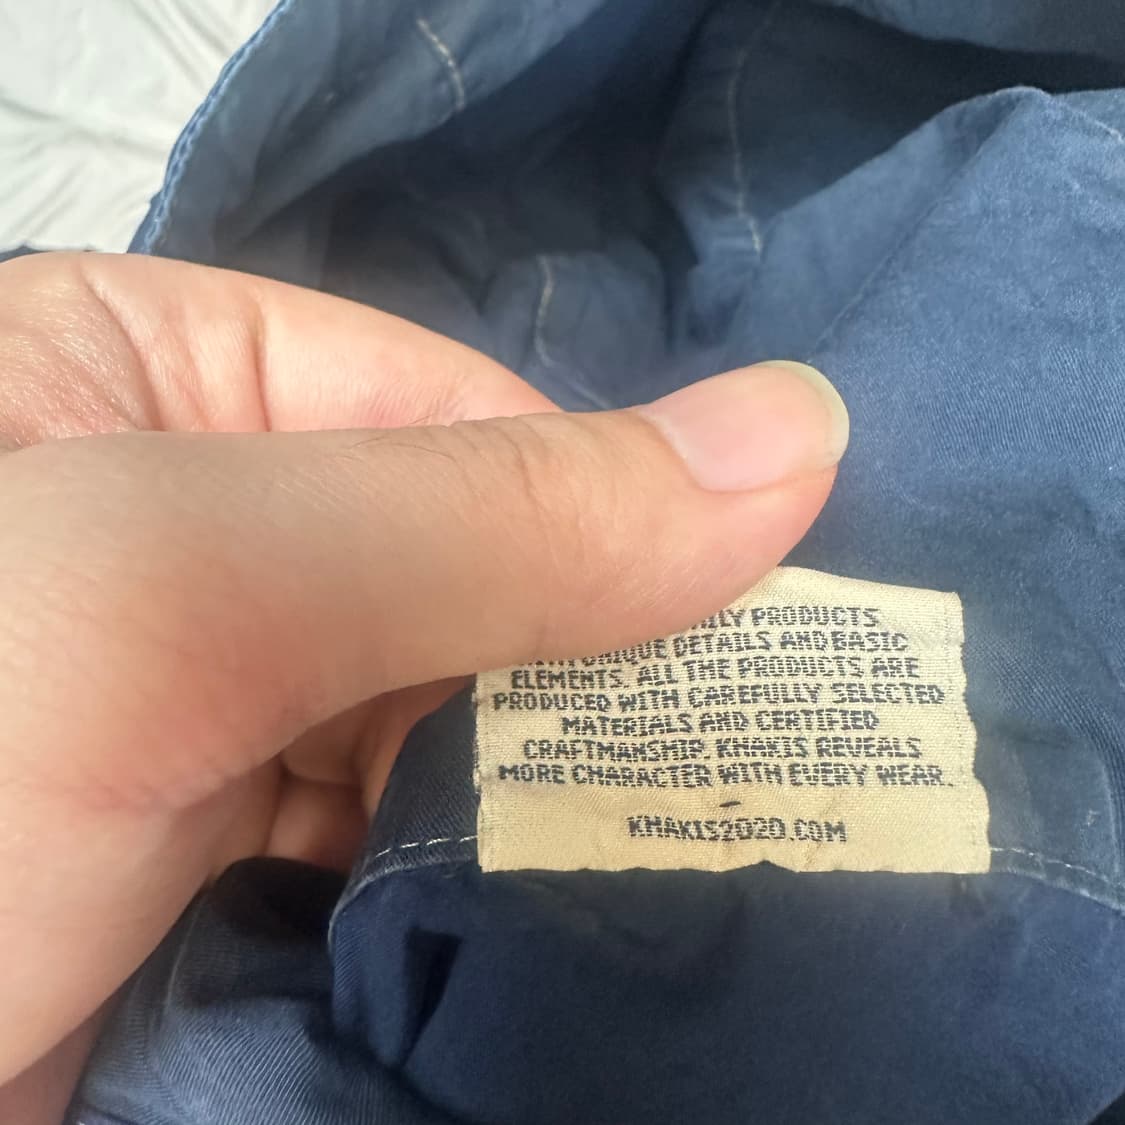 PRODUCTS
UNIQUE DETAILS AND BASIC
ELEMENTS. ALL THE PRODUCTS ARE
PRODUCED WITH CAREFULLY SELECTED
MATERIALS AND CERTIFIED
CRAFTMANSHIP. KHAKIS REVEALS
MORE CHARACTER WITH EVERY WEAR.
-
KHAKIS2020.COM